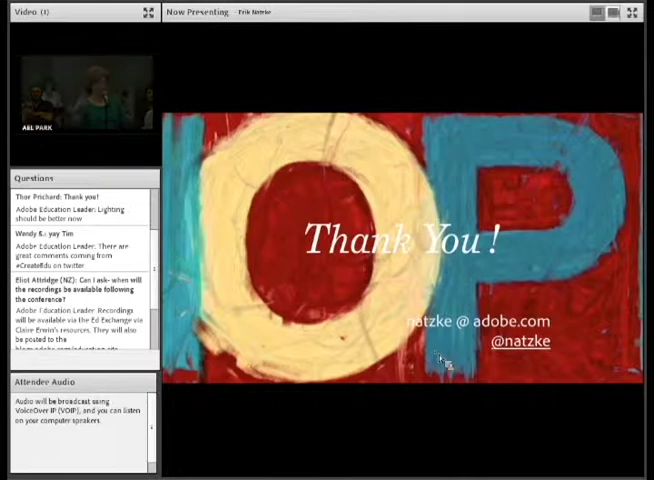 Video (1)
AEL PARK
Questions
Thor Prichard: Thank you!
Adobe Education Leader: Lighting
should be better now
Wendy S.: yay Tim
Adobe Education Leader: There are
great comments coming from
#CreateEdu on twitter
Eliot Attridge (NZ): Can I ask- when will
the recordings be available following
the conference?
Adobe Education Leader: Recordings
will be available via the Ed Exchange via
Claire Erwin's resources. They will also
be posted to the
Attendee Audio
Audio will be broadcast using
VoiceOver IP (VOIP), and you can listen
on your computer speakers.
Now Presenting - Erik Natzke
IOP
Thank You!
natzke @ adobe.com
@natzke